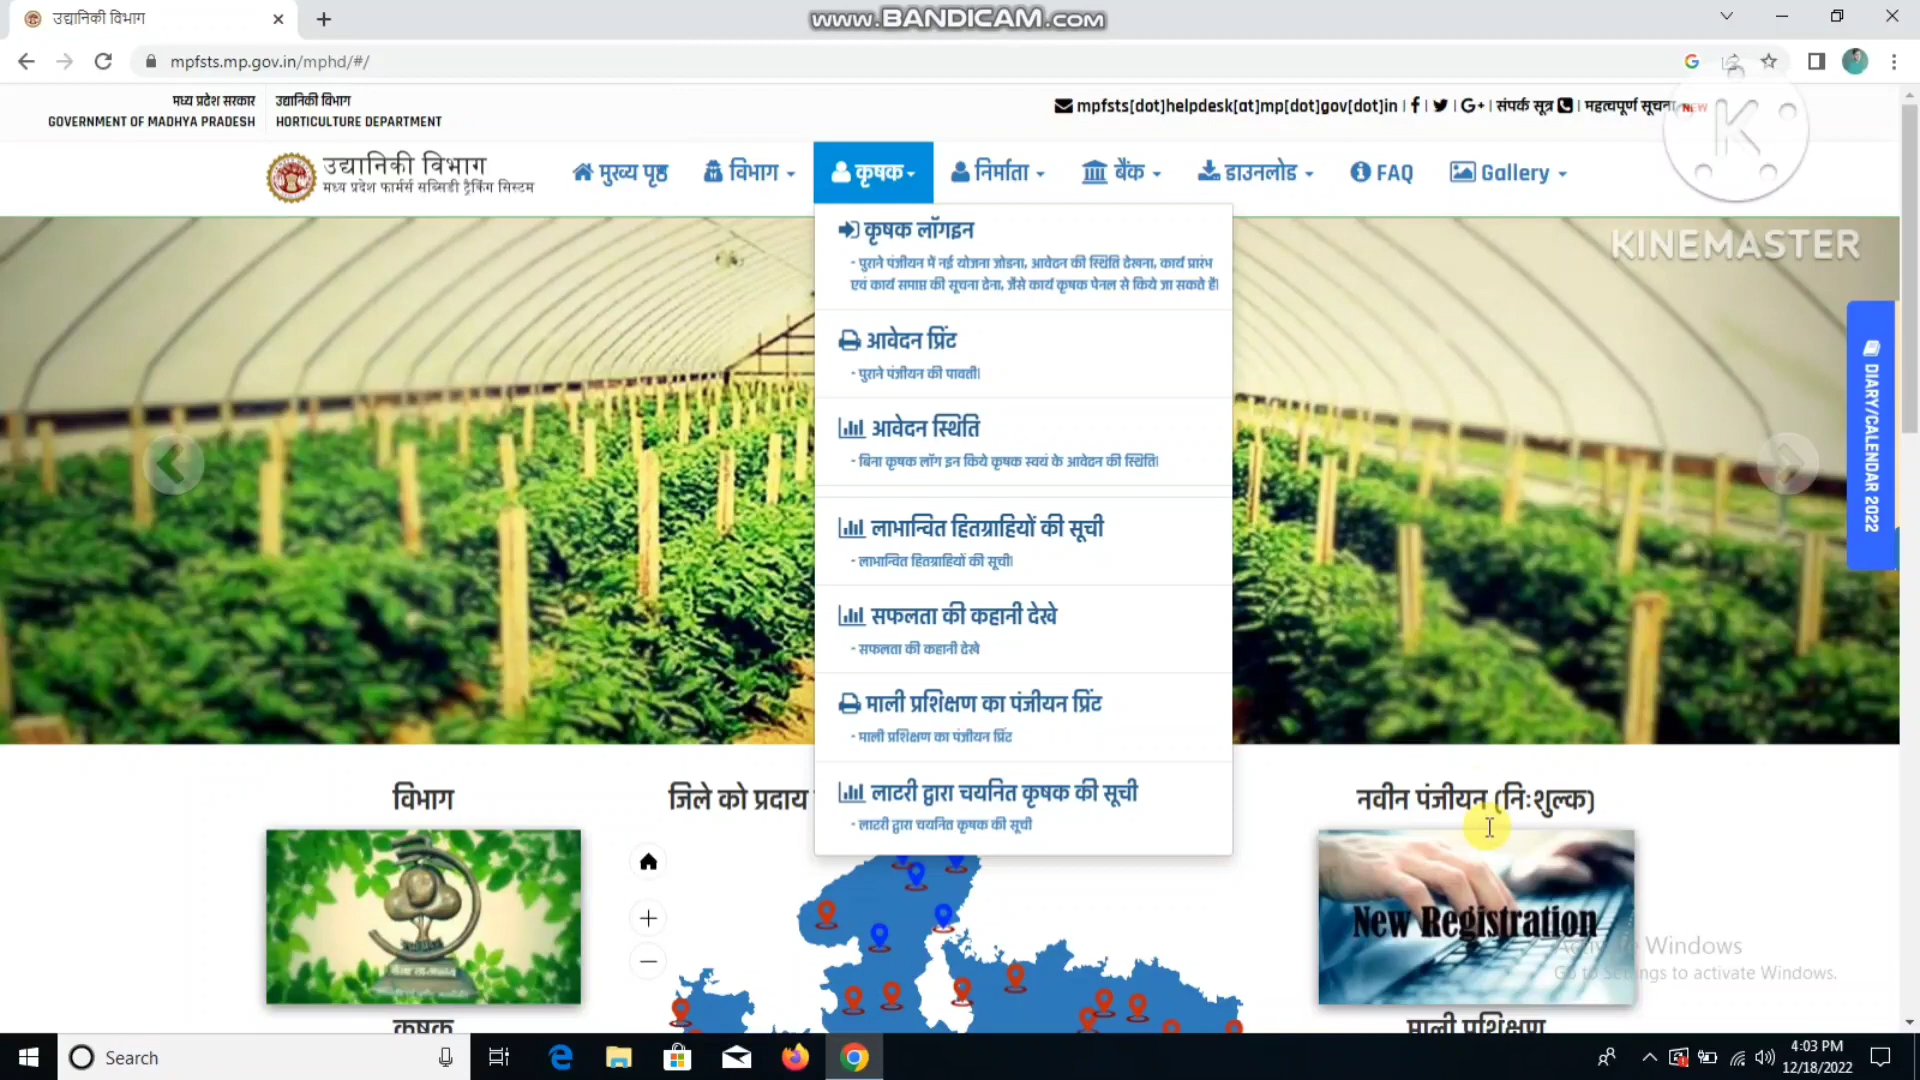 उद्यानिकी विभाग
www.BANDICAM.COM
mpfsts.mp.gov.in/mphd/#/
मध्य प्रदेश सरकार
उद्यानिकी विभाग
GOVERNMENT OF MADHYA PRADESH
HORTICULTURE DEPARTMENT
mpfsts[dot]helpdesk[at]mp[dot]gov[dot]in | f | | G+ | संपर्क सूत्र | महत्वपूर्ण सूचना NEW
K
उद्यानिकी विभाग
मध्य प्रदेश फार्मर्स सब्सिडी ट्रैकिंग सिस्टम
मुख्य पृष्ठ विभाग कृषक निर्माता बैंक डाउनलोड FAQ Gallery
KINEMASTER
कृषक लॉगइन
- पुराने पंजीयन में नई योजना जोडना, आवेदन की स्थिति देखना, कार्य प्रारंभ
एवं कार्य समाप्त की सूचना देना, जैसे कार्य कृषक पेनल से किये जा सकते हैं।
आवेदन प्रिंट
- पुराने पंजीयन की पावती।
आवेदन स्थिति
- बिना कृषक लॉग इन किये कृषक स्वयं के आवेदन की स्थिति।
लाभान्वित हितग्राहियों की सूची
- लाभान्वित हितग्राहियों की सूची।
सफलता की कहानी देखे
- सफलता की कहानी देखे
माली प्रशिक्षण का पंजीयन प्रिंट
- माली प्रशिक्षण का पंजीयन प्रिंट
लाटरी द्वारा चयनित कृषक की सूची
- लाटरी द्वारा चयनित कृषक की सूची
DIARY/CALENDAR 2022
विभाग
जिले को प्रदाय
नवीन पंजीयन (निःशुल्क)
New Registration
Activate Windows
Go to Settings to activate Windows.
कृषक
माली प्रशिक्षण
Search
4:03 PM
12/18/2022